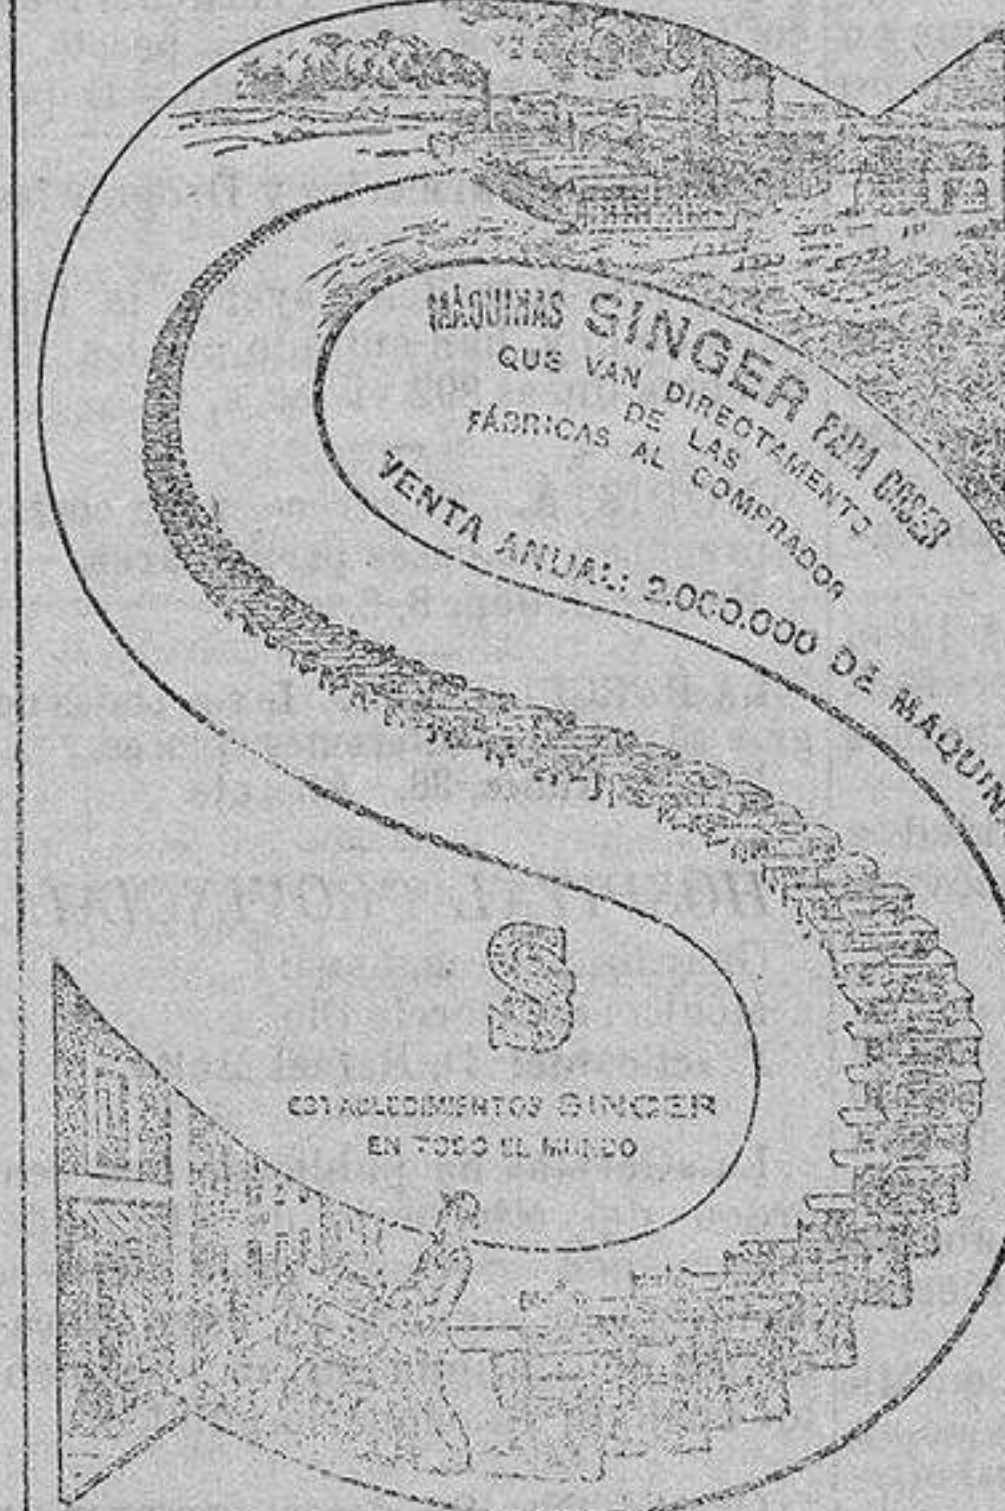 MÁQUINAS SINGER PARA COSER
QUE VAN DIRECTAMENTE
DE LAS
FÁBRICAS AL COMPRADOR
VENTA ANUAL: 2.000.000 DE MAQUIN
S
ESTABLECIMIENTOS SINGER
EN TODO EL MUNDO